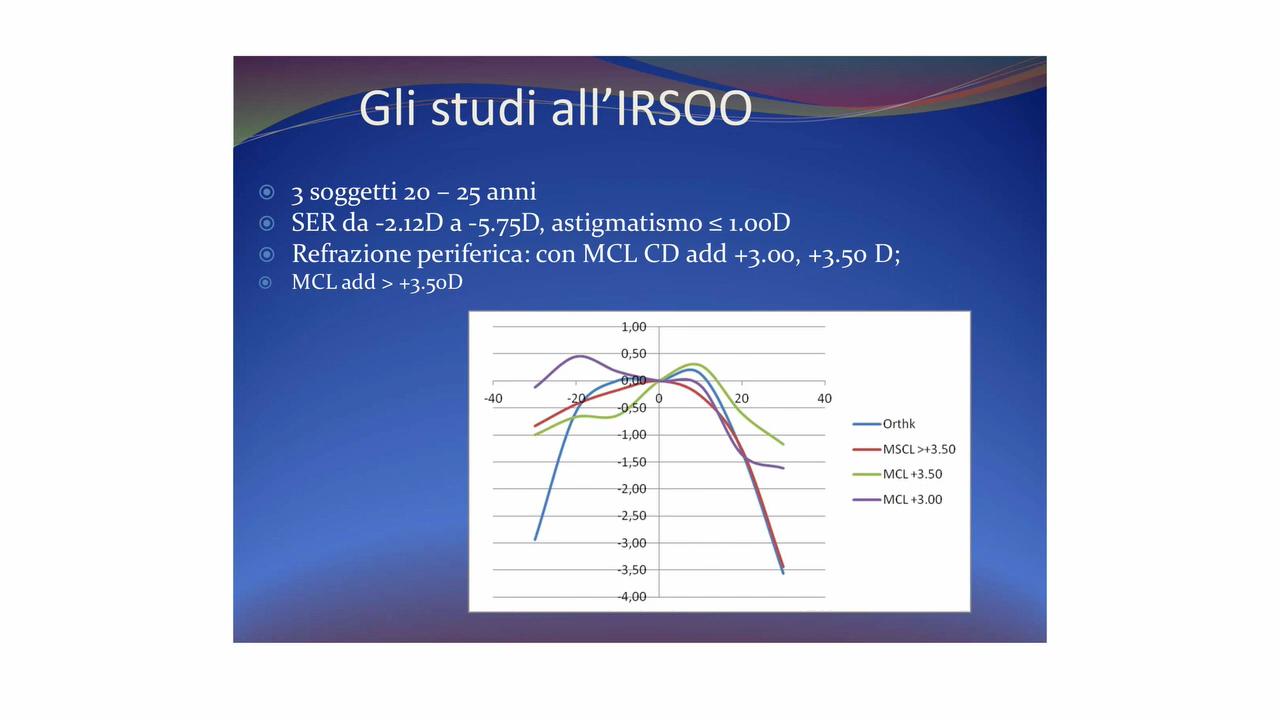 Gli studi all’IRSOO
3 soggetti 20 – 25 anni
SER da -2.12D a -5.75D, astigmatismo ≤ 1.00D
Refrazione periferica: con MCL CD add +3.00, +3.50 D;
MCL add > +3.50D
1,00
0,50
0,00
-40
-20
0
20
40
-0,50
-1,00
-1,50
-2,00
-2,50
-3,00
-3,50
-4,00
Orthk
MSCL >+3.50
MCL +3.50
MCL +3.00